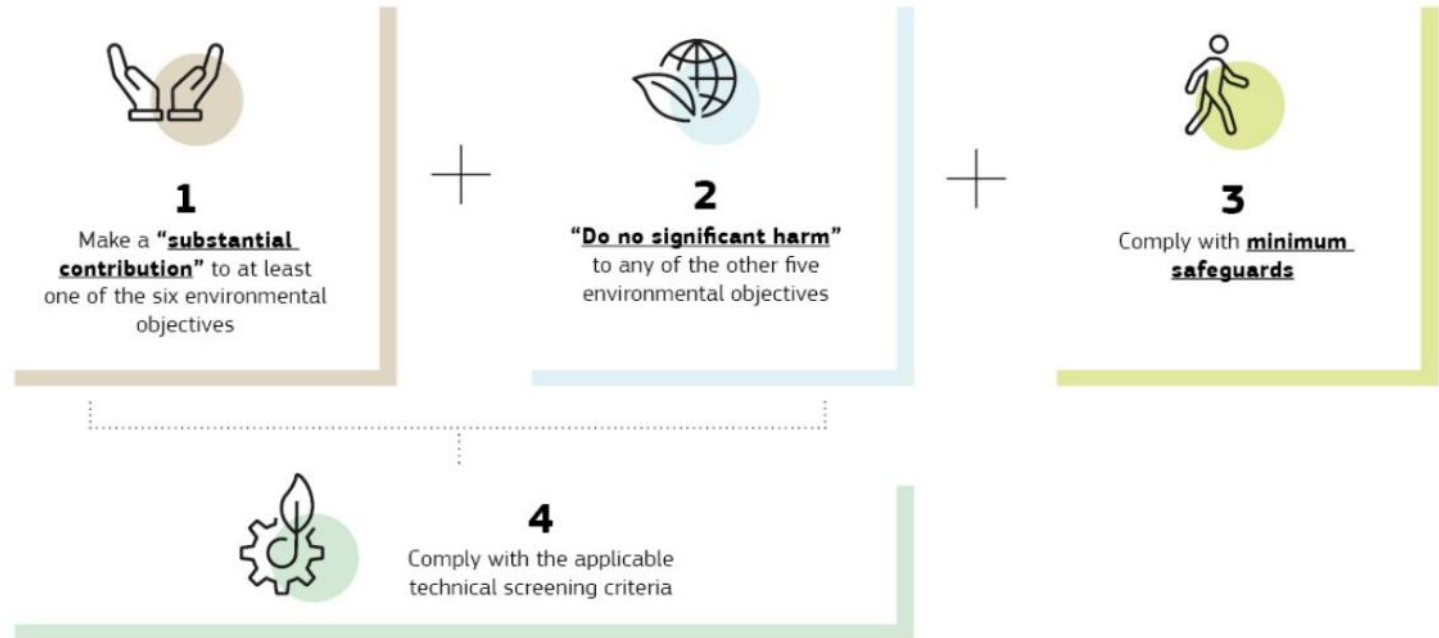 1
Make a “substantial
contribution” to at least
one of the six environmental
objectives
2
“Do no significant harm”
to any of the other five
environmental objectives
3
Comply with minimum
safeguards
4
Comply with the applicable
technical screening criteria